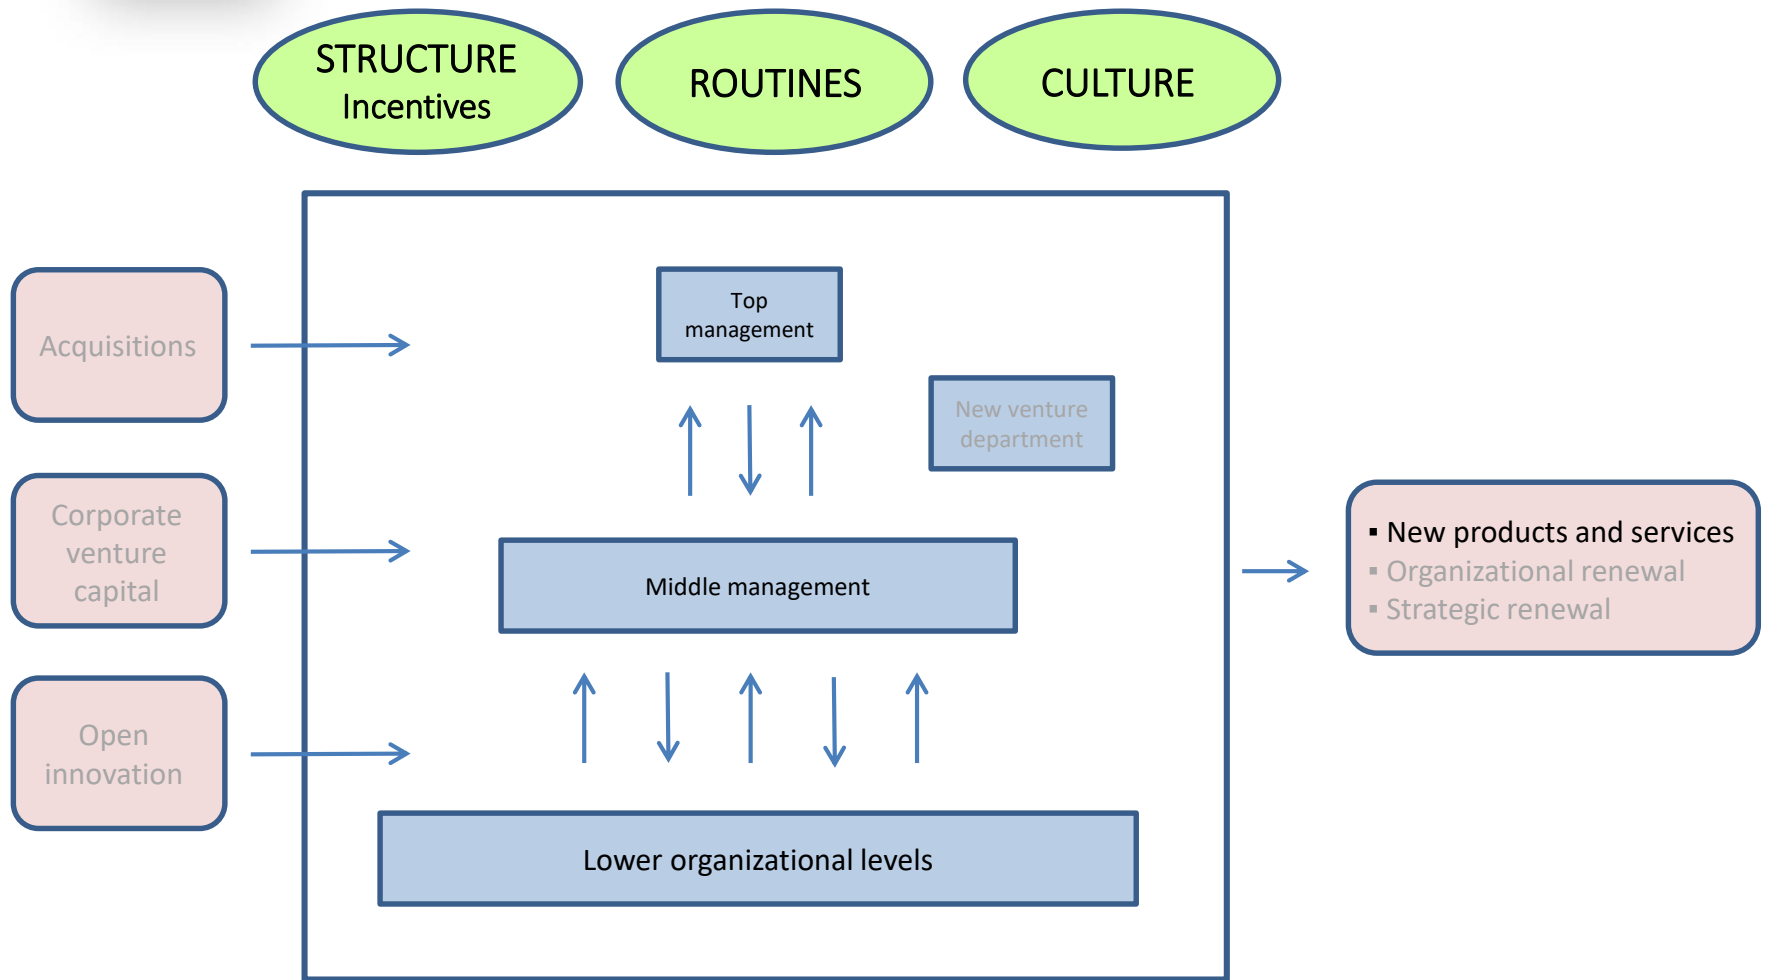 STRUCTURE
Incentives
ROUTINES
CULTURE
Acquisitions
Corporate
venture
capital
Open
innovation
Top
management
New venture
department
Middle management
Lower organizational levels
▪ New products and services
▪ Organizational renewal
▪ Strategic renewal